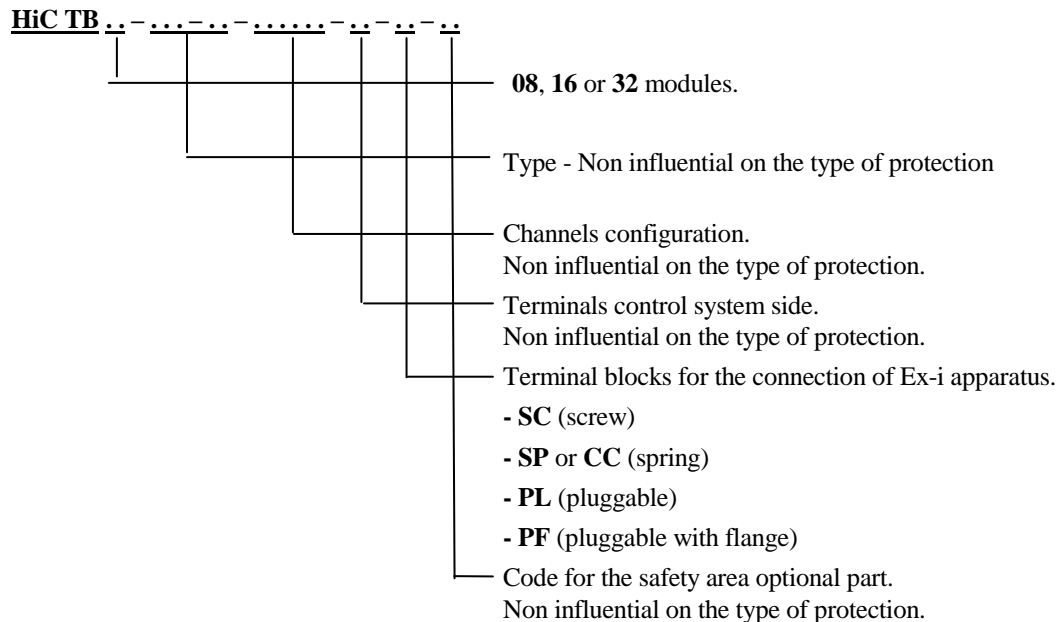 HiC TB . . – . . . – . . – . . . . . . – . . – . . – . .
08, 16 or 32 modules.
Type - Non influential on the type of protection
Channels configuration.
Non influential on the type of protection.
Terminals control system side.
Non influential on the type of protection.
Terminal blocks for the connection of Ex-i apparatus.
- SC (screw)
- SP or CC (spring)
- PL (pluggable)
- PF (pluggable with flange)
Code for the safety area optional part.
Non influential on the type of protection.